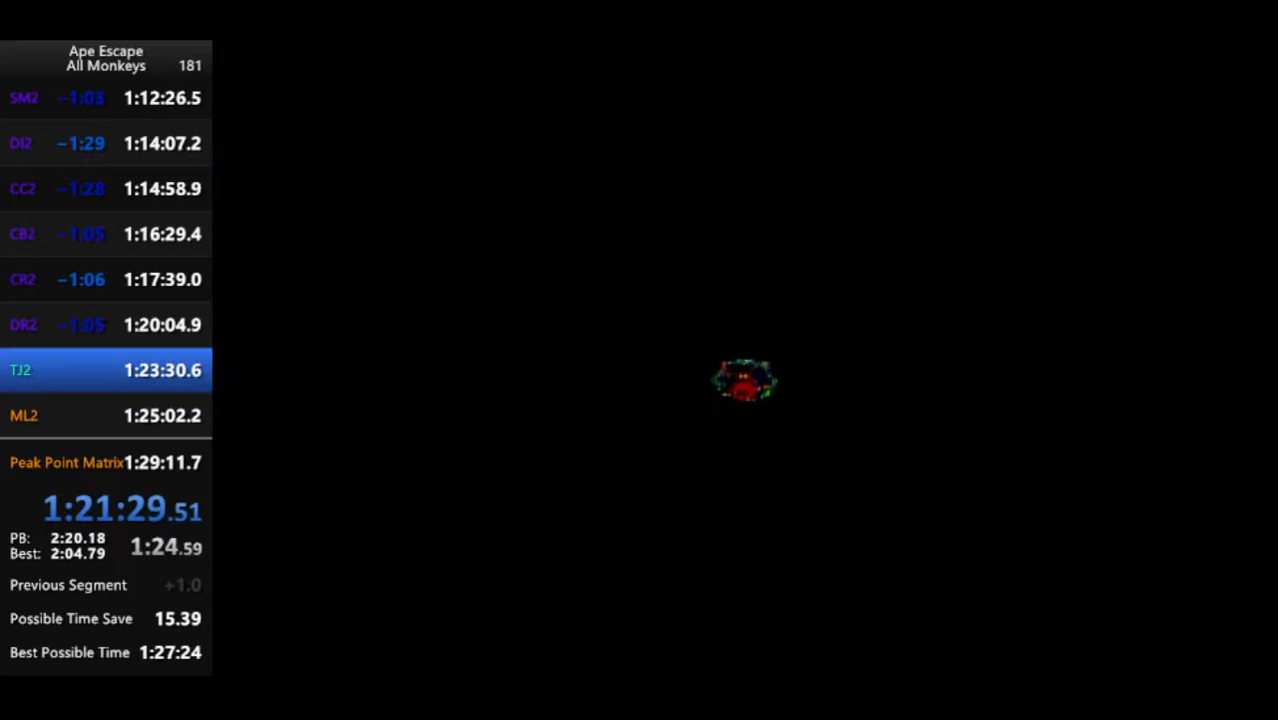 Ape Escape
All Monkeys 181
SM2 −1:03 1:12:26.5
DI2 −1:29 1:14:07.2
CC2 −1:28 1:14:58.9
CB2 −1:05 1:16:29.4
CR2 −1:06 1:17:39.0
DR2 −1:05 1:20:04.9
TJ2 1:23:30.6
ML2 1:25:02.2
Peak Point Matrix 1:29:11.7
1:21:29.51
PB: 2:20.18
Best: 2:04.79
1:24.59
Previous Segment +1.0
Possible Time Save 15.39
Best Possible Time 1:27:24